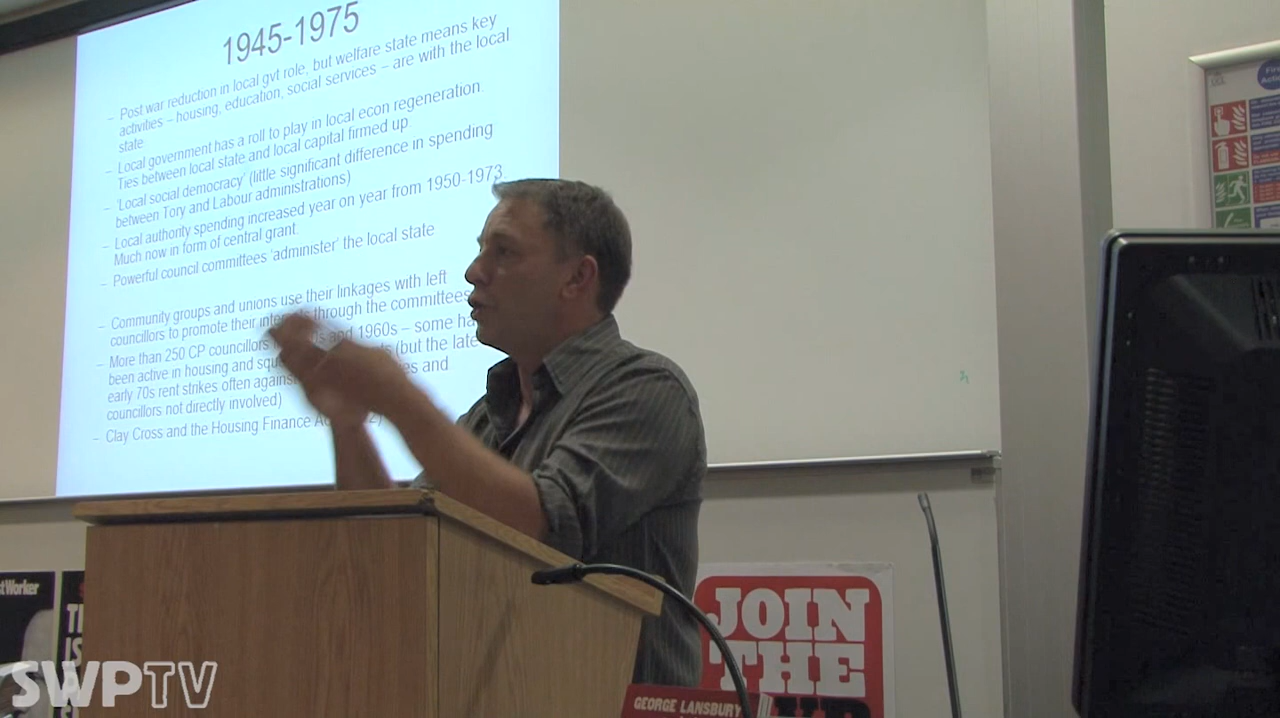 1945-1975
– Post war reduction in local gvt role, but welfare state means key
activities – housing, education, social services – are with the local
state
– Local government has a roll to play in local econ regeneration.
Ties between local state and local capital firmed up.
– 'Local social democracy' (little significant difference in spending
between Tory and Labour administrations)
– Local authority spending increased year on year from 1950-1973.
Much now in form of central grant.
– Powerful council committees 'administer' the local state
– Community groups and unions use their linkages with left
councillors to promote their through the committees
– More than 250 CP councillors and 1960s – some
been active in housing and (but the late
early 70s rent strikes often against and
councillors not directly involved)
– Clay Cross and the Housing Finance
JOIN
THE
GEORGE LANSBURY
SWPTV